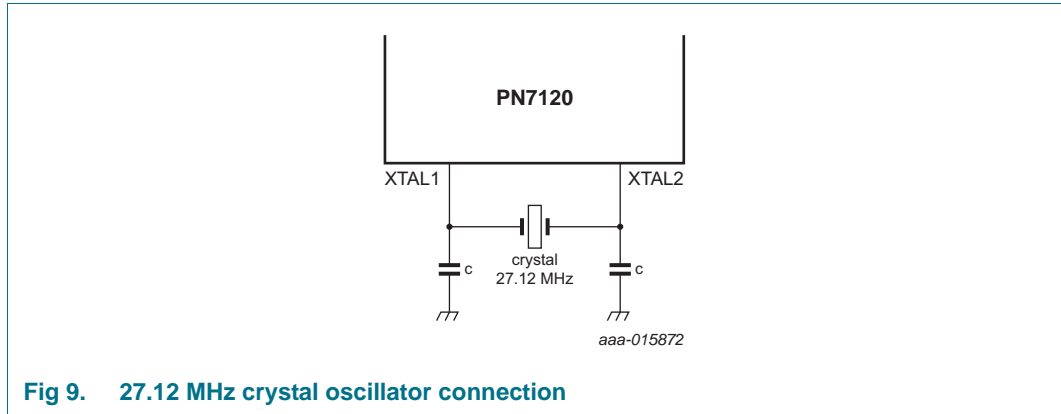 PN7120
XTAL1
XTAL2
c
crystal
27.12 MHz
c
aaa-015872
Fig 9. 27.12 MHz crystal oscillator connection